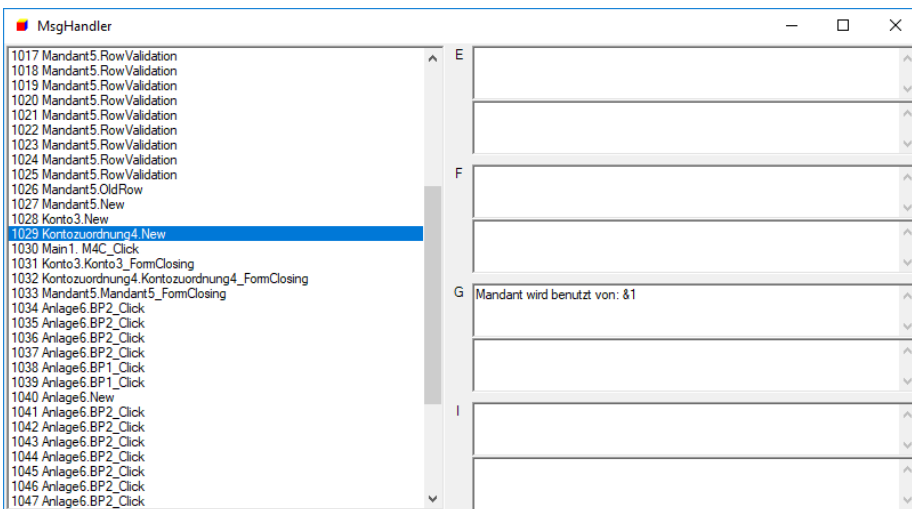 MsgHandler
1017 Mandant5.RowValidation
1018 Mandant5.RowValidation
1019 Mandant5.RowValidation
1020 Mandant5.RowValidation
1021 Mandant5.RowValidation
1022 Mandant5.RowValidation
1023 Mandant5.RowValidation
1024 Mandant5.RowValidation
1025 Mandant5.RowValidation
1026 Mandant5.OldRow
1027 Mandant5.New
1028 Konto3.New
1029 Kontozuordnung4.New
1030 Main1. M4C_Click
1031 Konto3.Konto3_FormClosing
1032 Kontozuordnung4.Kontozuordnung4_FormClosing
1033 Mandant5.Mandant5_FormClosing
1034 Anlage6.BP2_Click
1035 Anlage6.BP2_Click
1036 Anlage6.BP2_Click
1037 Anlage6.BP2_Click
1038 Anlage6.BP1_Click
1039 Anlage6.BP1_Click
1040 Anlage6.New
1041 Anlage6.BP2_Click
1042 Anlage6.BP2_Click
1043 Anlage6.BP2_Click
1044 Anlage6.BP2_Click
1045 Anlage6.BP2_Click
1046 Anlage6.BP2_Click
1047 Anlage6.BP2_Click
E
F
G
Mandant wird benutzt von: &1
I